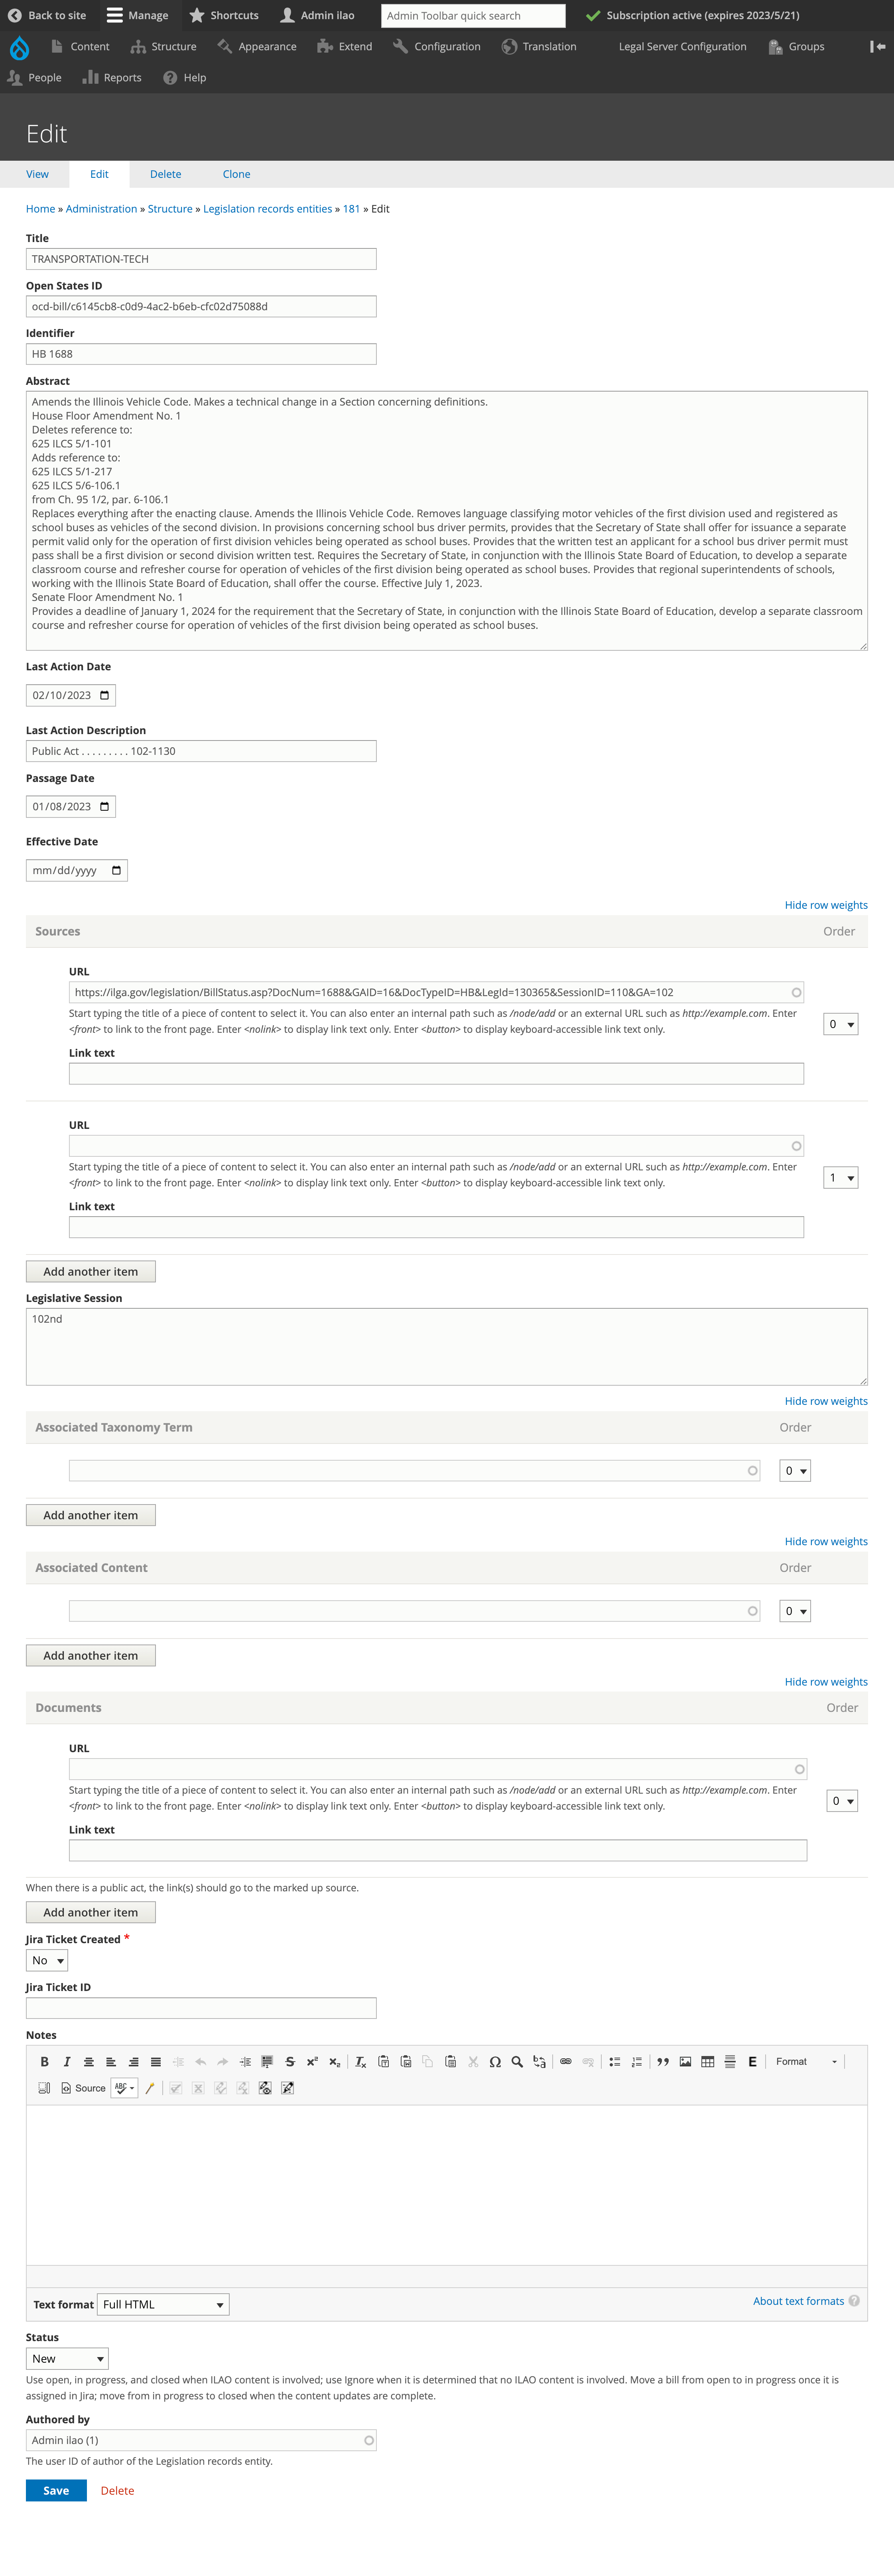 Back to site Manage Shortcuts Admin ilao Admin Toolbar quick search Subscription active (expires 2023/5/21)
Content Structure Appearance Extend Configuration Translation Legal Server Configuration Groups
People Reports Help
Edit
View Edit Delete Clone
Home » Administration » Structure » Legislation records entities » 181 » Edit
Title
TRANSPORTATION-TECH
Open States ID
ocd-bill/c6145cb8-c0d9-4ac2-b6eb-cfc02d75088d
Identifier
HB 1688
Abstract
Amends the Illinois Vehicle Code. Makes a technical change in a Section concerning definitions.
House Floor Amendment No. 1
Deletes reference to:
625 ILCS 5/1-101
Adds reference to:
625 ILCS 5/1-217
625 ILCS 5/6-106.1
from Ch. 95 1/2, par. 6-106.1
Replaces everything after the enacting clause. Amends the Illinois Vehicle Code. Removes language classifying motor vehicles of the first division used and registered as
school buses as vehicles of the second division. In provisions concerning school bus driver permits, provides that the Secretary of State shall offer for issuance a separate
permit valid only for the operation of first division vehicles being operated as school buses. Provides that the written test an applicant for a school bus driver permit must
pass shall be a first division or second division written test. Requires the Secretary of State, in conjunction with the Illinois State Board of Education, to develop a separate
classroom course and refresher course for operation of vehicles of the first division being operated as school buses. Provides that regional superintendents of schools,
working with the Illinois State Board of Education, shall offer the course. Effective July 1, 2023.
Senate Floor Amendment No. 1
Provides a deadline of January 1, 2024 for the requirement that the Secretary of State, in conjunction with the Illinois State Board of Education, develop a separate classroom
course and refresher course for operation of vehicles of the first division being operated as school buses.
Last Action Date
02/10/2023
Last Action Description
Public Act . . . . . . . . . 102-1130
Passage Date
01/08/2023
Effective Date
mm/dd/yyyy
Hide row weights
Sources Order
URL
https://ilga.gov/legislation/BillStatus.asp?DocNum=1688&GAID=16&DocTypeID=HB&LegId=130365&SessionID=110&GA=102
Start typing the title of a piece of content to select it. You can also enter an internal path such as /node/add or an external URL such as http://example.com. Enter
<front> to link to the front page. Enter <nolink> to display link text only. Enter <button> to display keyboard-accessible link text only.
0
Link text
URL
Start typing the title of a piece of content to select it. You can also enter an internal path such as /node/add or an external URL such as http://example.com. Enter
<front> to link to the front page. Enter <nolink> to display link text only. Enter <button> to display keyboard-accessible link text only.
1
Link text
Add another item
Legislative Session
102nd
Hide row weights
Associated Taxonomy Term Order
0
Add another item
Hide row weights
Associated Content Order
0
Add another item
Hide row weights
Documents Order
URL
Start typing the title of a piece of content to select it. You can also enter an internal path such as /node/add or an external URL such as http://example.com. Enter
<front> to link to the front page. Enter <nolink> to display link text only. Enter <button> to display keyboard-accessible link text only.
0
Link text
When there is a public act, the link(s) should go to the marked up source.
Add another item
Jira Ticket Created *
No
Jira Ticket ID
Notes
Format
Source ABC
Text format Full HTML About text formats ?
Status
New
Use open, in progress, and closed when ILAO content is involved; use Ignore when it is determined that no ILAO content is involved. Move a bill from open to in progress once it is
assigned in Jira; move from in progress to closed when the content updates are complete.
Authored by
Admin ilao (1)
The user ID of author of the Legislation records entity.
Save Delete